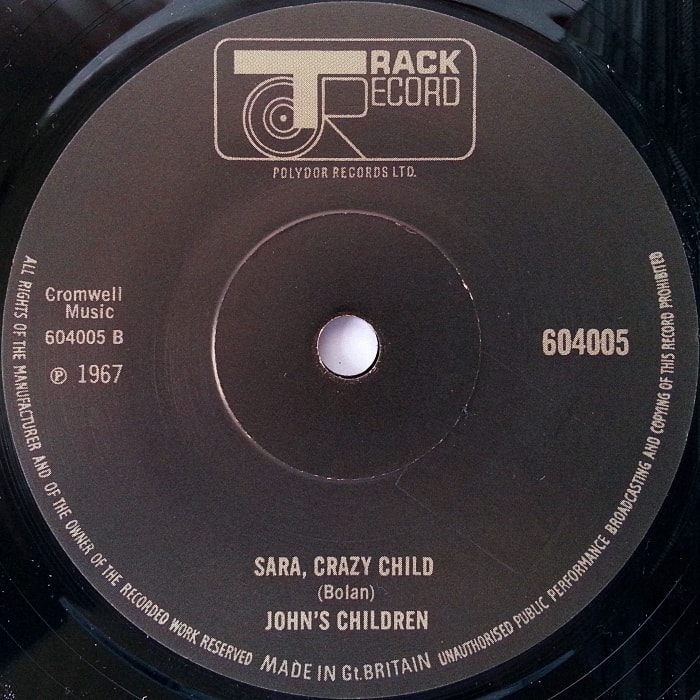 TRACK
RECORD
POLYDOR RECORDS LTD.
Cromwell
Music
604005 B
℗ 1967
604005
SARA, CRAZY CHILD
(Bolan)
JOHN'S CHILDREN
ALL RIGHTS OF THE MANUFACTURER AND OF THE OWNER OF THE RECORDED WORK RESERVED
MADE IN Gt.BRITAIN
UNAUTHORISED PUBLIC PERFORMANCE BROADCASTING AND COPYING OF THIS RECORD PROHIBITED